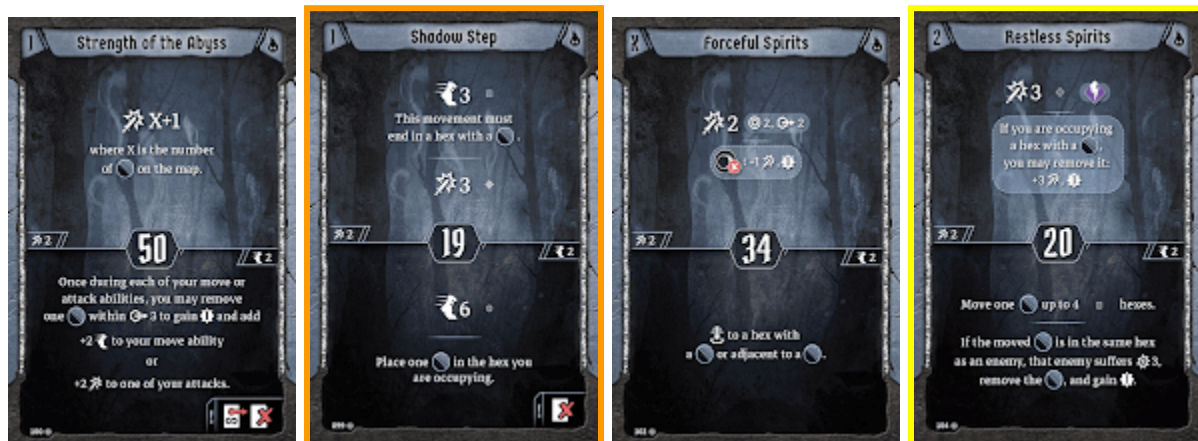 1
Strength of the Abyss
X+1
where X is the number
of on the map.
2
50
2
Once during each of your move or
attack abilities, you may remove
one within 3 to gain and add
+2 to your move ability
or
+2 to one of your attacks.
1
Shadow Step
3
This movement must
end in a hex with a .
3
2
19
2
6
Place one in the hex you
are occupying.
X
Forceful Spirits
2 2, 2
: +1 ,
2
34
2
to a hex with
a or adjacent to a .
2
Restless Spirits
3
If you are occupying
a hex with a ,
you may remove it:
+3 ,
2
20
2
Move one up to 4 hexes.
If the moved is in the same hex
as an enemy, that enemy suffers 3,
remove the , and gain .